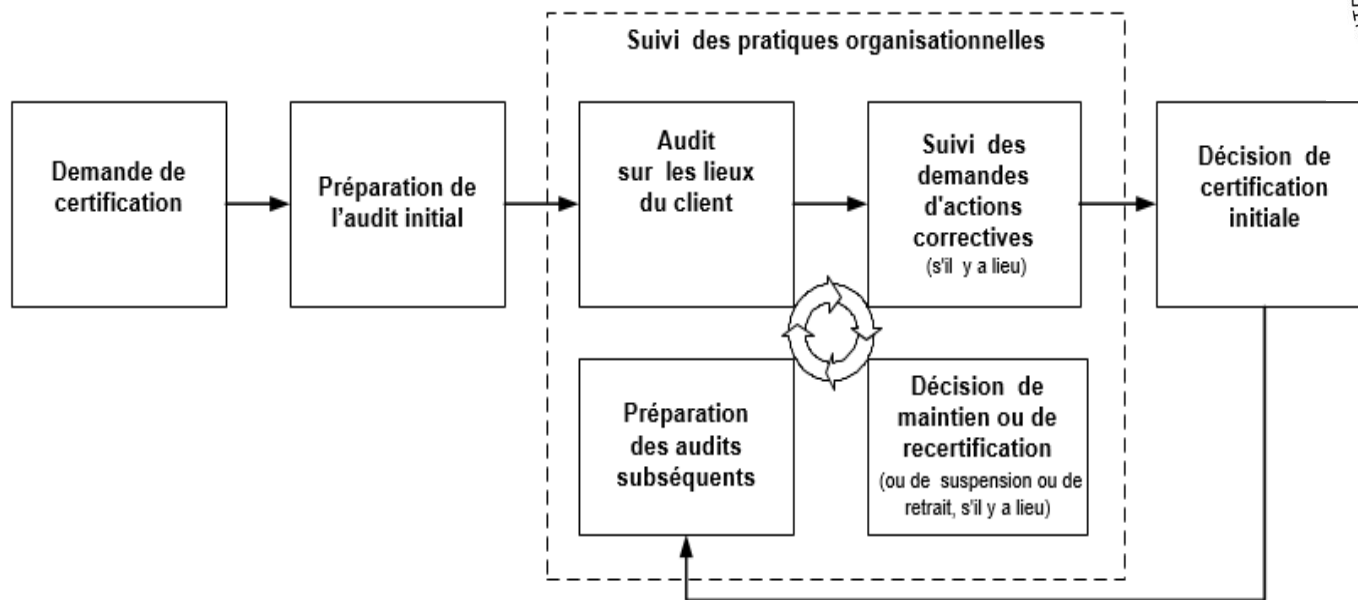 Suivi des pratiques organisationnelles
Demande de
certification
Préparation de
l'audit initial
Audit
sur les lieux
du client
Suivi des
demandes
d'actions
correctives
(s'il y a lieu)
Décision de
certification
initiale
Préparation
des audits
subséquents
Décision de
maintien ou de
recertification
(ou de suspension ou de
retrait, s'il y a lieu)